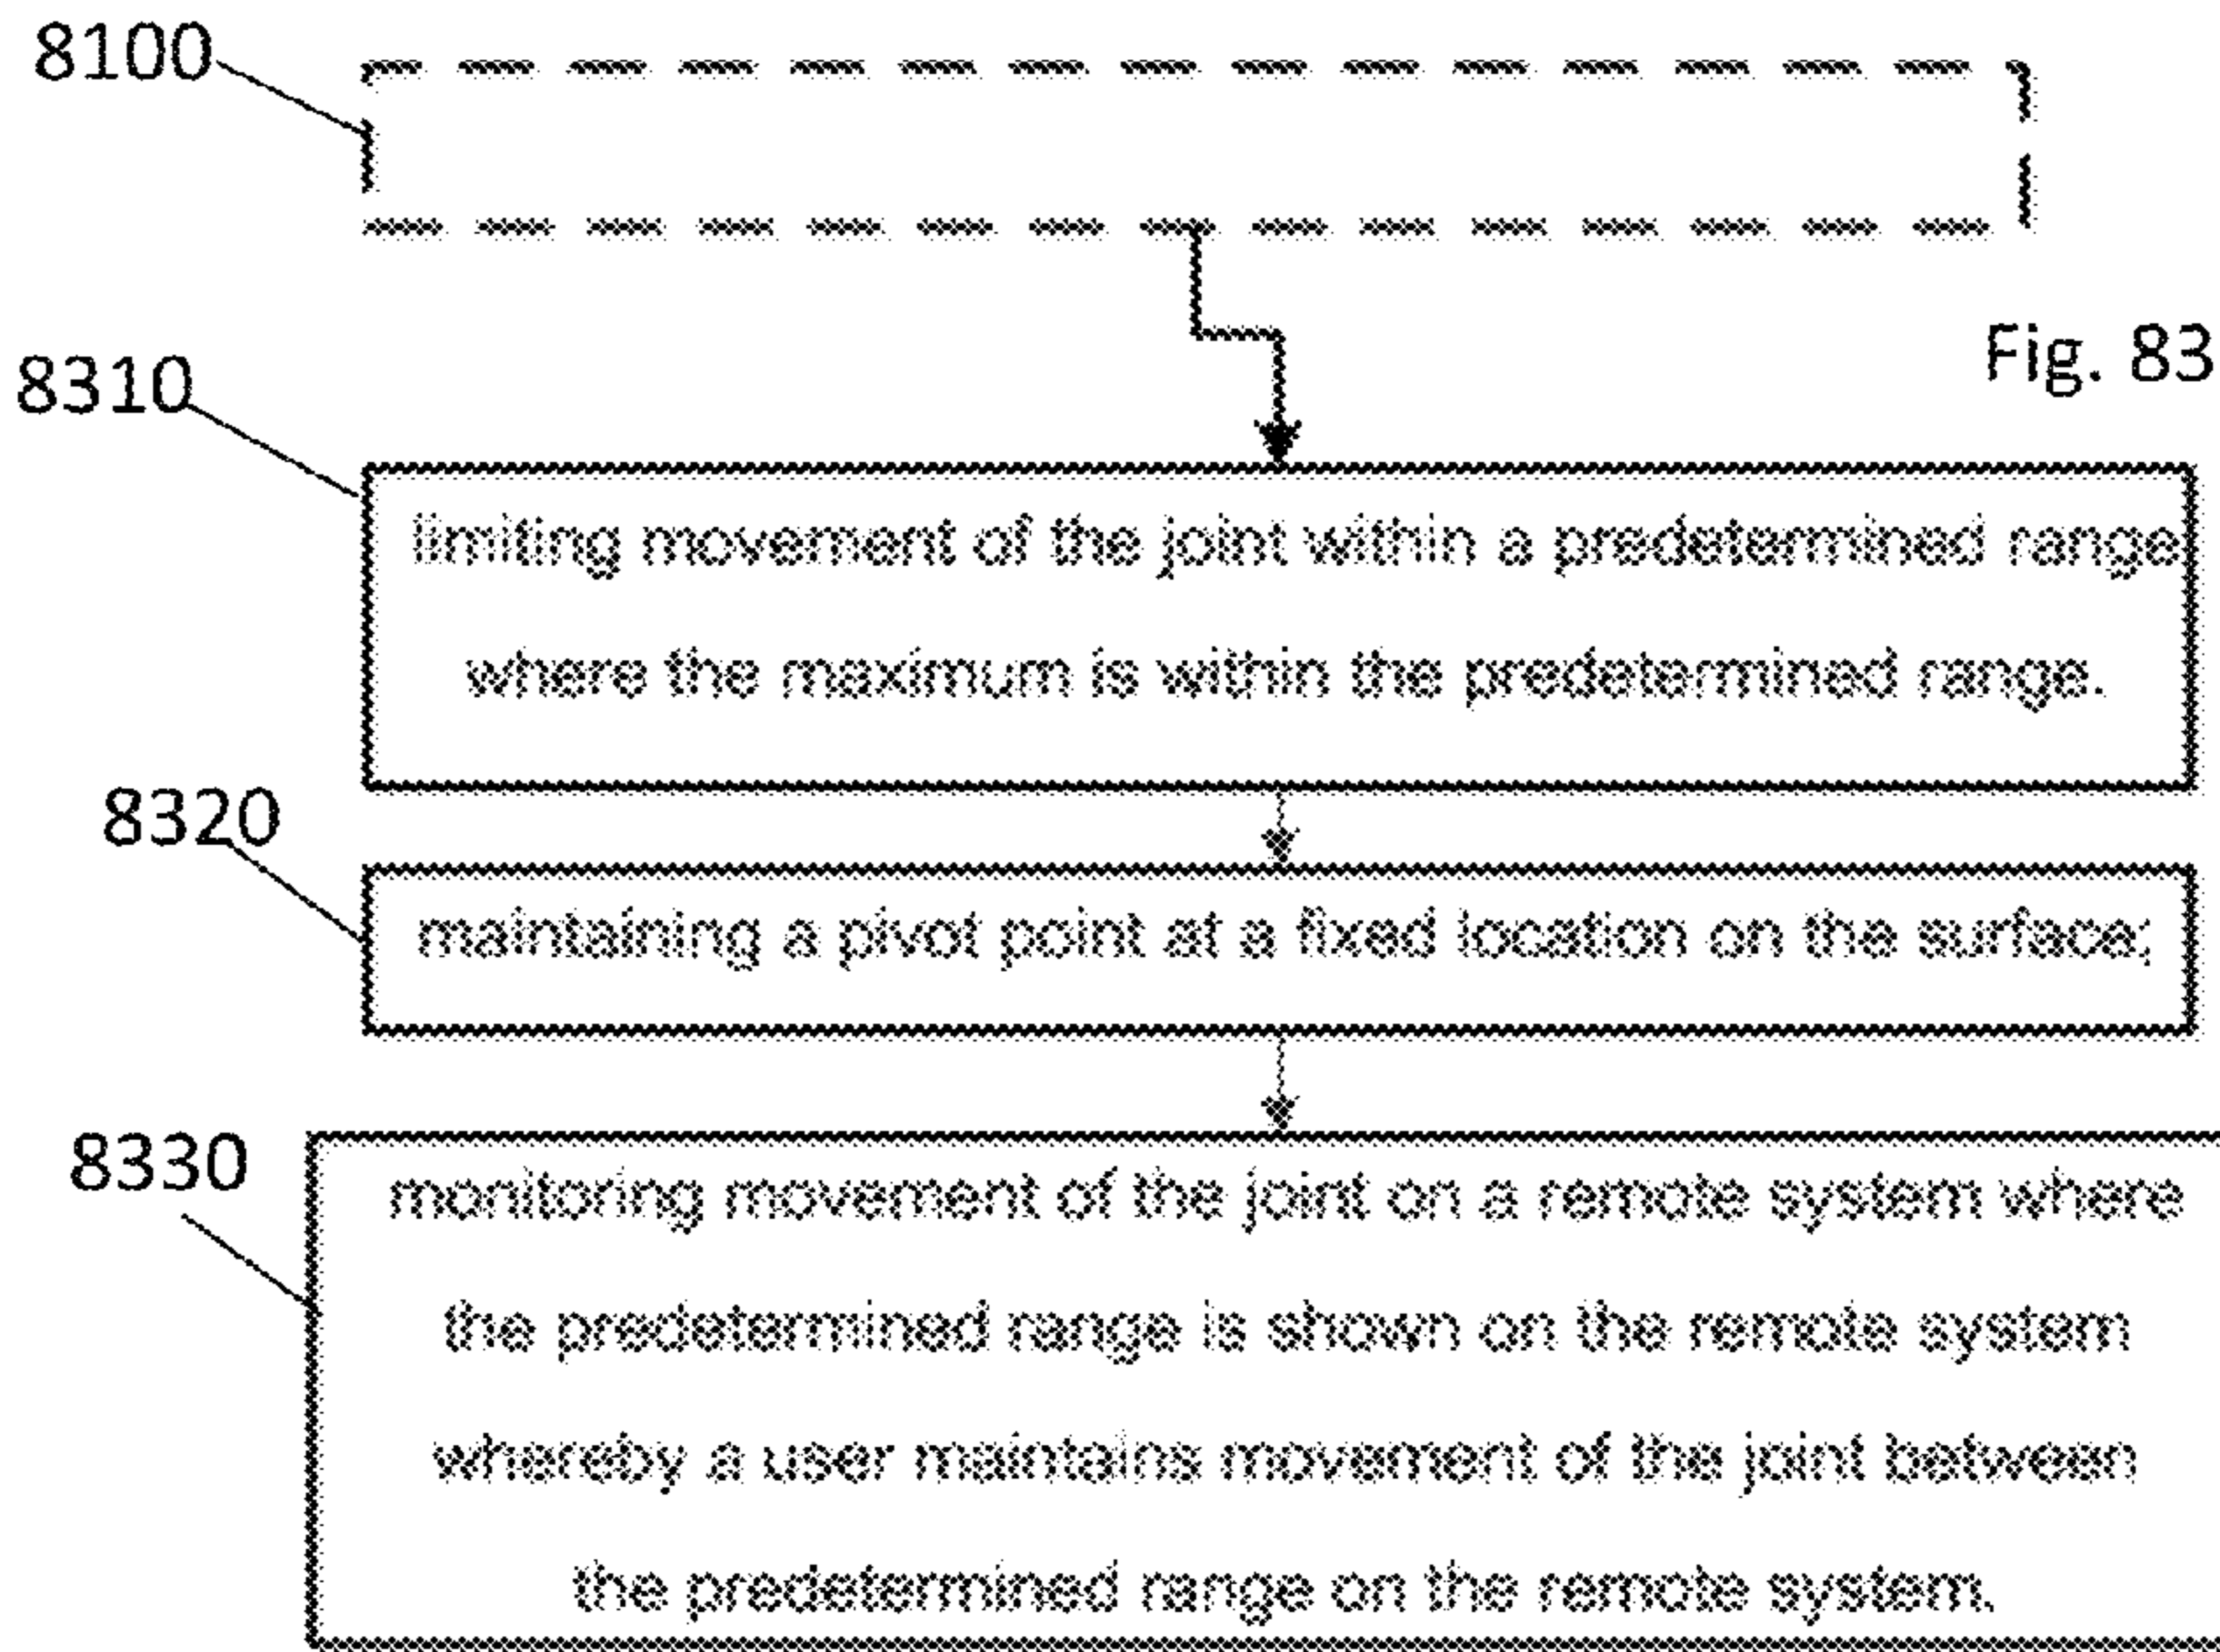 8100
Fig. 83
8310
limiting movement of the joint within a predetermined range
where the maximum is within the predetermined range.
8320
maintaining a pivot point at a fixed location on the surface;
8330
monitoring movement of the joint on a remote system where
the predetermined range is shown on the remote system
whereby a user maintains movement of the joint between
the predetermined range on the remote system.